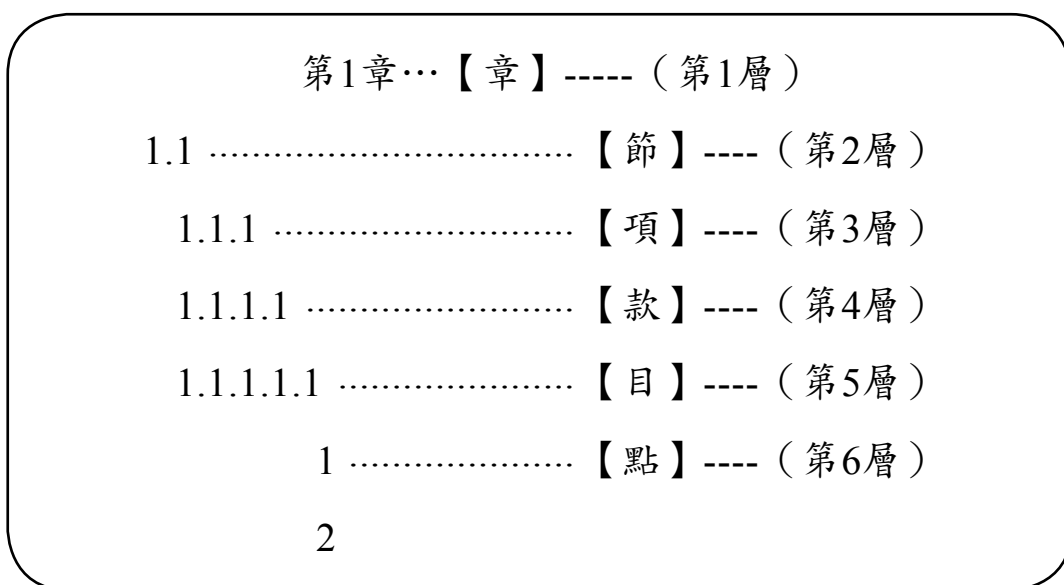 第1章…【章】-----（第1層）
1.1 ……………………………【節】----（第2層）
1.1.1 ………………………【項】----（第3層）
1.1.1.1 ……………………【款】----（第4層）
1.1.1.1.1 …………………【目】----（第5層）
1 …………………【點】----（第6層）
2